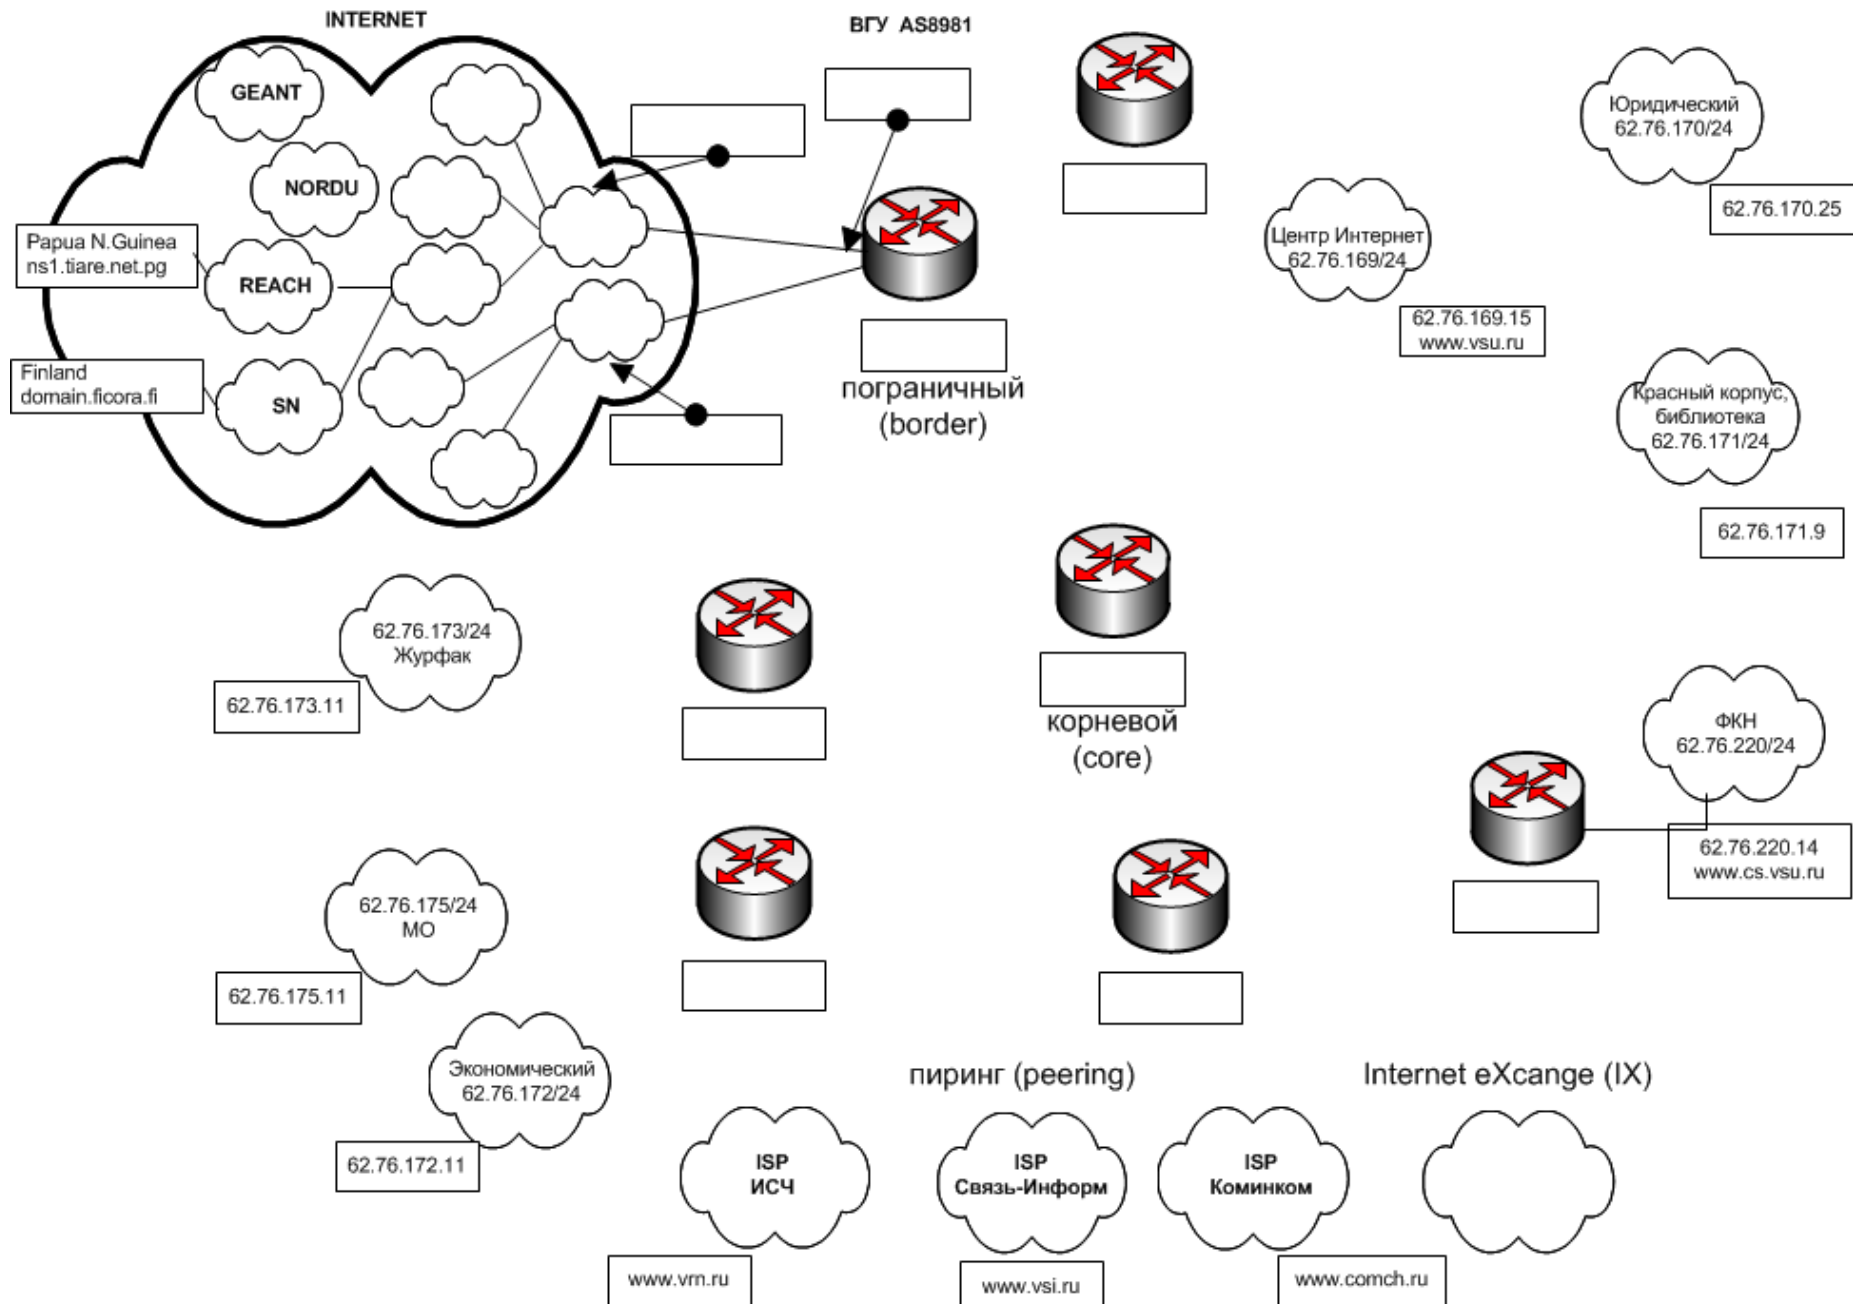 INTERNET
ВГУ AS8981
GEANT
NORDU
Papua N.Guinea
ns1.tiare.net.pg
REACH
Finland
domain.ficora.fi
SN
пограничный
(border)
Юридический
62.76.170/24
62.76.170.25
Центр Интернет
62.76.169/24
62.76.169.15
www.vsu.ru
Красный корпус,
библиотека
62.76.171/24
62.76.171.9
62.76.173/24
Журфак
62.76.173.11
корневой
(core)
ФКН
62.76.220/24
62.76.220.14
www.cs.vsu.ru
62.76.175/24
МО
62.76.175.11
Экономический
62.76.172/24
62.76.172.11
пиринг (peering)
Internet eXcange (IX)
ISP
ИСЧ
www.vrn.ru
ISP
Связь-Информ
www.vsi.ru
ISP
Коминком
www.comch.ru